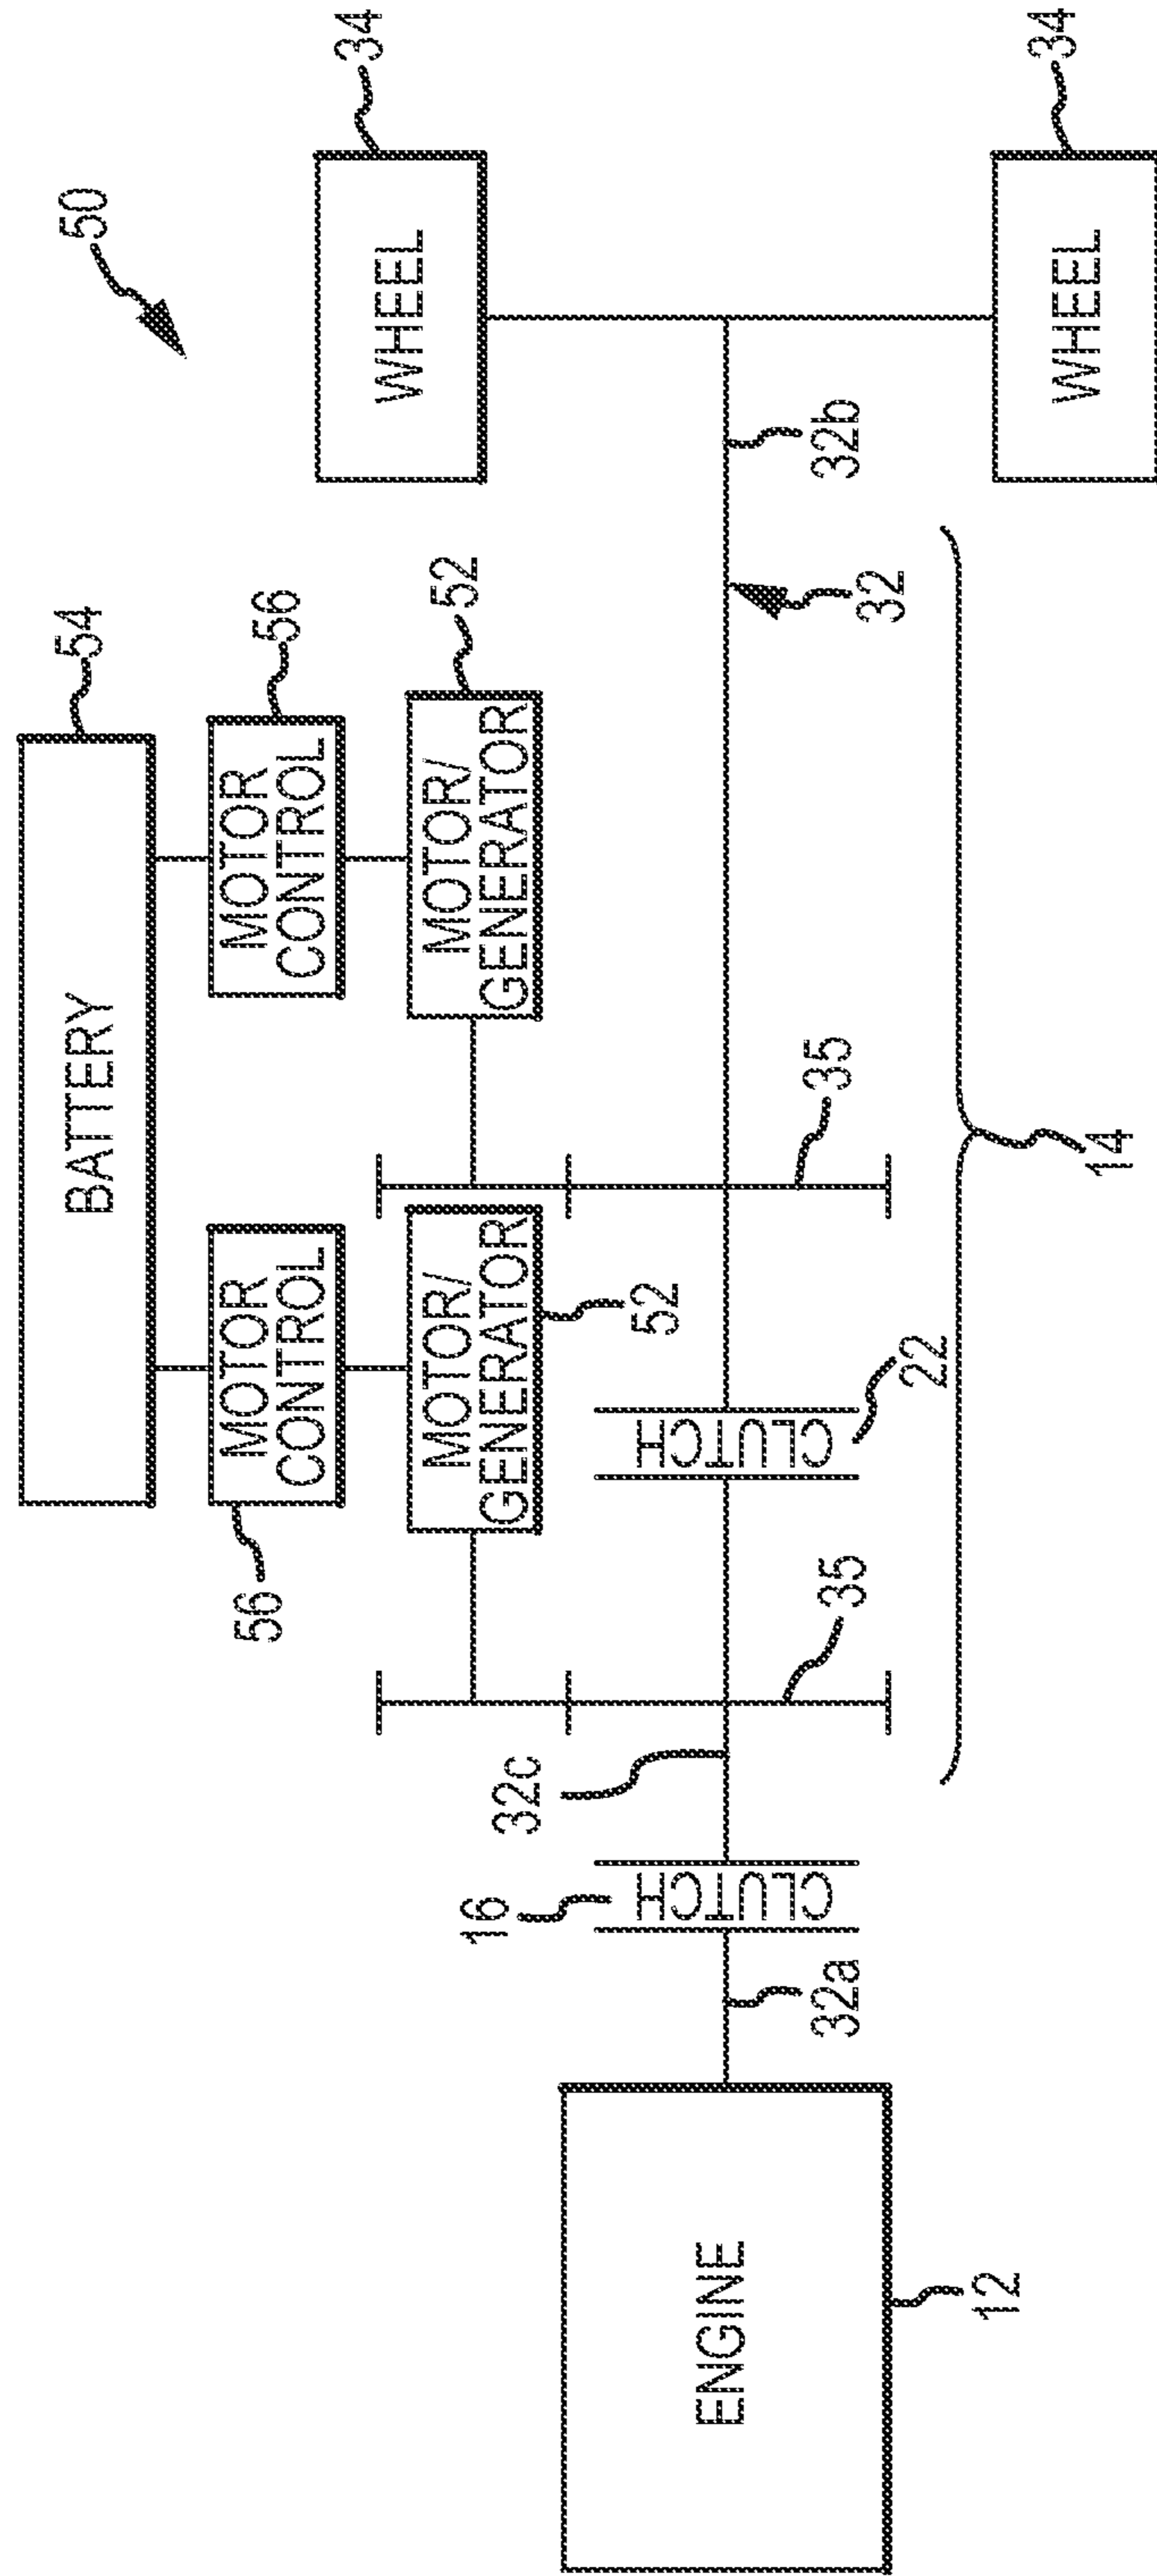 50
54
BATTERY
56
MOTOR
CONTROL
56
MOTOR
CONTROL
34
WHEEL
52
MOTOR/
GENERATOR
MOTOR/
GENERATOR
52
32c
35
35
32
32b
16
CLUTCH
CLUTCH
22
12
ENGINE
32a
14
34
WHEEL